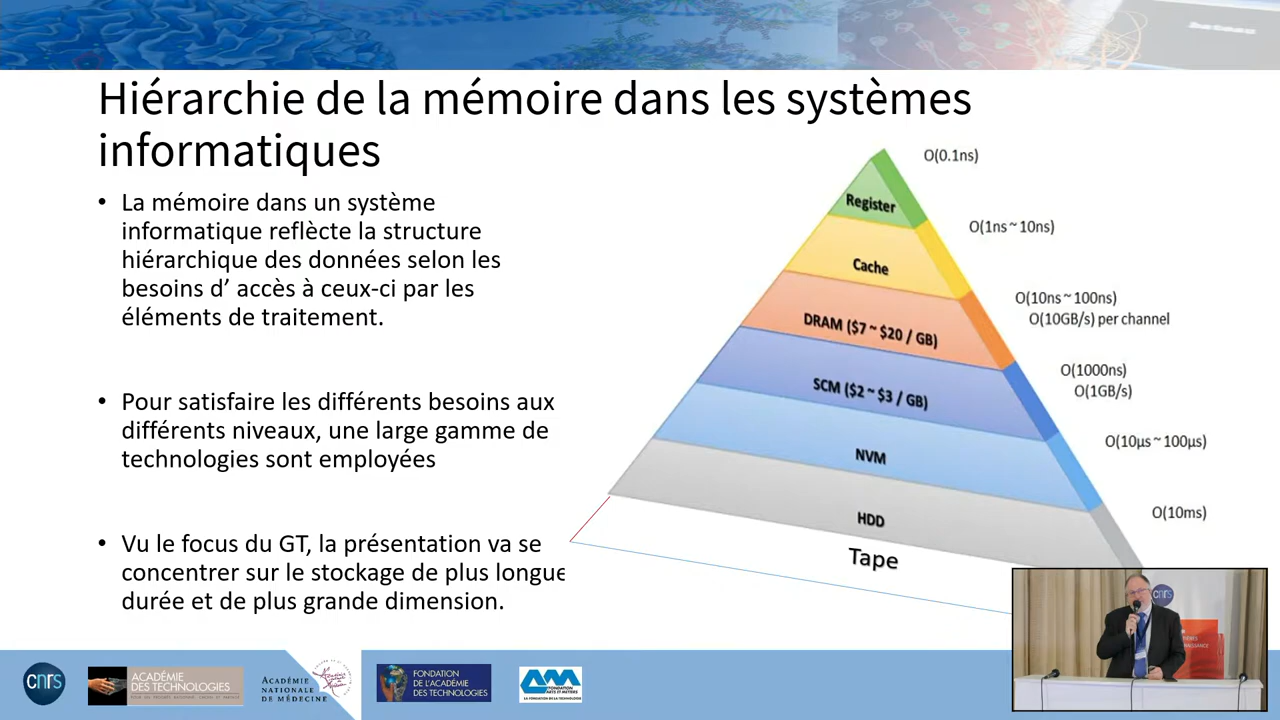 Hiérarchie de la mémoire dans les systèmes
informatiques
• La mémoire dans un système
informatique reflècte la structure
hiérarchique des données selon les
besoins d’ accès à ceux-ci par les
éléments de traitement.
• Pour satisfaire les différents besoins aux
différents niveaux, une large gamme de
technologies sont employées
• Vu le focus du GT, la présentation va se
concentrer sur le stockage de plus longue
durée et de plus grande dimension.
O(0.1ns)
Register
O(1ns ~ 10ns)
Cache
O(10ns ~ 100ns)
O(10GB/s) per channel
DRAM ($7 ~ $20 / GB)
O(1000ns)
O(1GB/s)
SCM ($2 ~ $3 / GB)
O(10µs ~ 100µs)
NVM
O(10ms)
HDD
Tape
cnrs
cnrs
ACADÉMIE
DES TECHNOLOGIES
ACADÉMIE
NATIONALE
DE MÉDECINE
FONDATION
DE L'ACADÉMIE
DES TECHNOLOGIES
AM
FONDATION
ARTS ET MÉTIERS